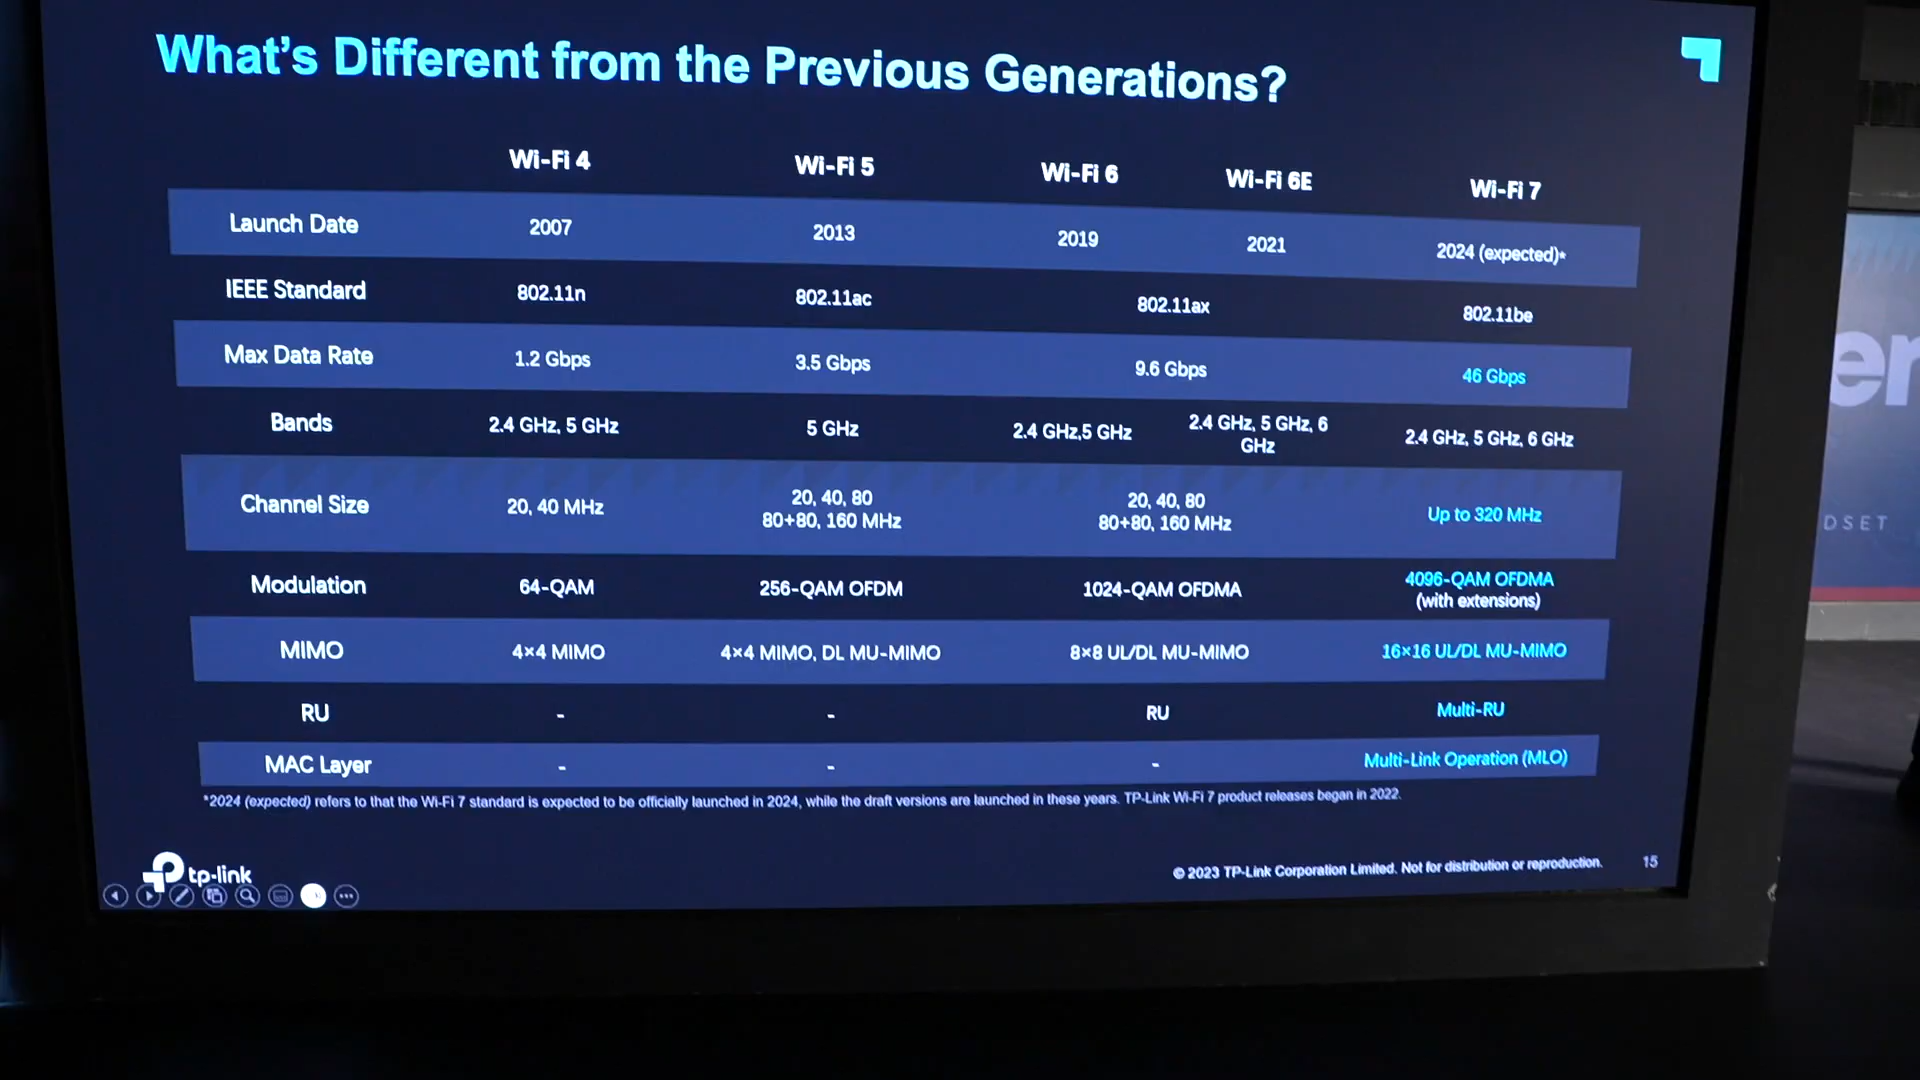 What's Different from the Previous Generations?
Wi-Fi 4 Wi-Fi 5 Wi-Fi 6 Wi-Fi 6E Wi-Fi 7
Launch Date 2007 2013 2019 2021 2024 (expected)*
IEEE Standard 802.11n 802.11ac 802.11ax 802.11be
Max Data Rate 1.2 Gbps 3.5 Gbps 9.6 Gbps 46 Gbps
Bands 2.4 GHz, 5 GHz 5 GHz 2.4 GHz,5 GHz 2.4 GHz, 5 GHz, 6
GHz 2.4 GHz, 5 GHz, 6 GHz
Channel Size 20, 40 MHz 20, 40, 80
80+80, 160 MHz 20, 40, 80
80+80, 160 MHz Up to 320 MHz
Modulation 64-QAM 256-QAM OFDM 1024-QAM OFDMA 4096-QAM OFDMA
(with extensions)
MIMO 4×4 MIMO 4×4 MIMO, DL MU-MIMO 8×8 UL/DL MU-MIMO 16×16 UL/DL MU-MIMO
RU - - RU Multi-RU
MAC Layer - - - Multi-Link Operation (MLO)
*2024 (expected) refers to that the Wi-Fi 7 standard is expected to be officially launched in 2024, while the draft versions are launched in these years. TP-Link Wi-Fi 7 product releases began in 2022.
tp-link
© 2023 TP-Link Corporation Limited. Not for distribution or reproduction. 15
er
DSET